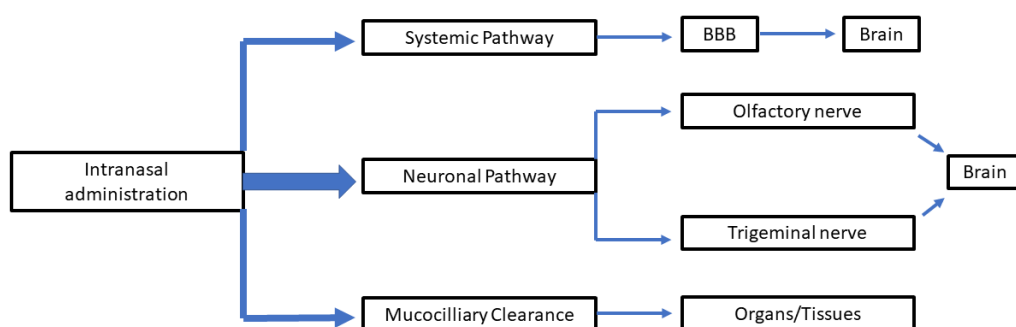 Systemic Pathway
BBB
Brain
Olfactory nerve
Intranasal
administration
Neuronal Pathway
Brain
Trigeminal nerve
Mucocilliary Clearance
Organs/Tissues